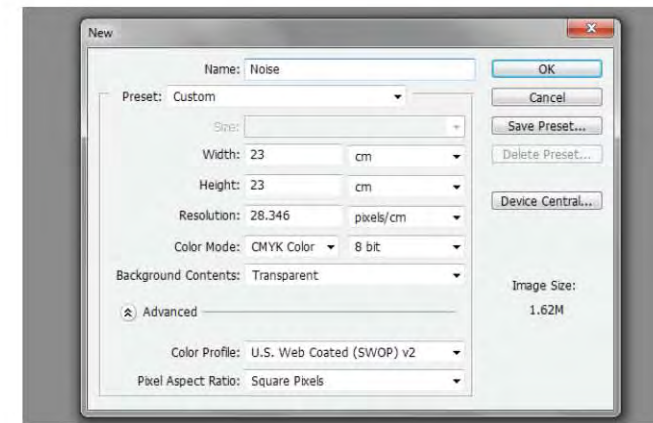 New
Name: Noise
OK
Preset: Custom
Cancel
Size:
Save Preset...
Width: 23 cm
Delete Preset...
Height: 23 cm
Device Central...
Resolution: 28.346 pixels/cm
Color Mode: CMYK Color 8 bit
Background Contents: Transparent
Image Size:
1.62M
Advanced
Color Profile: U.S. Web Coated (SWOP) v2
Pixel Aspect Ratio: Square Pixels